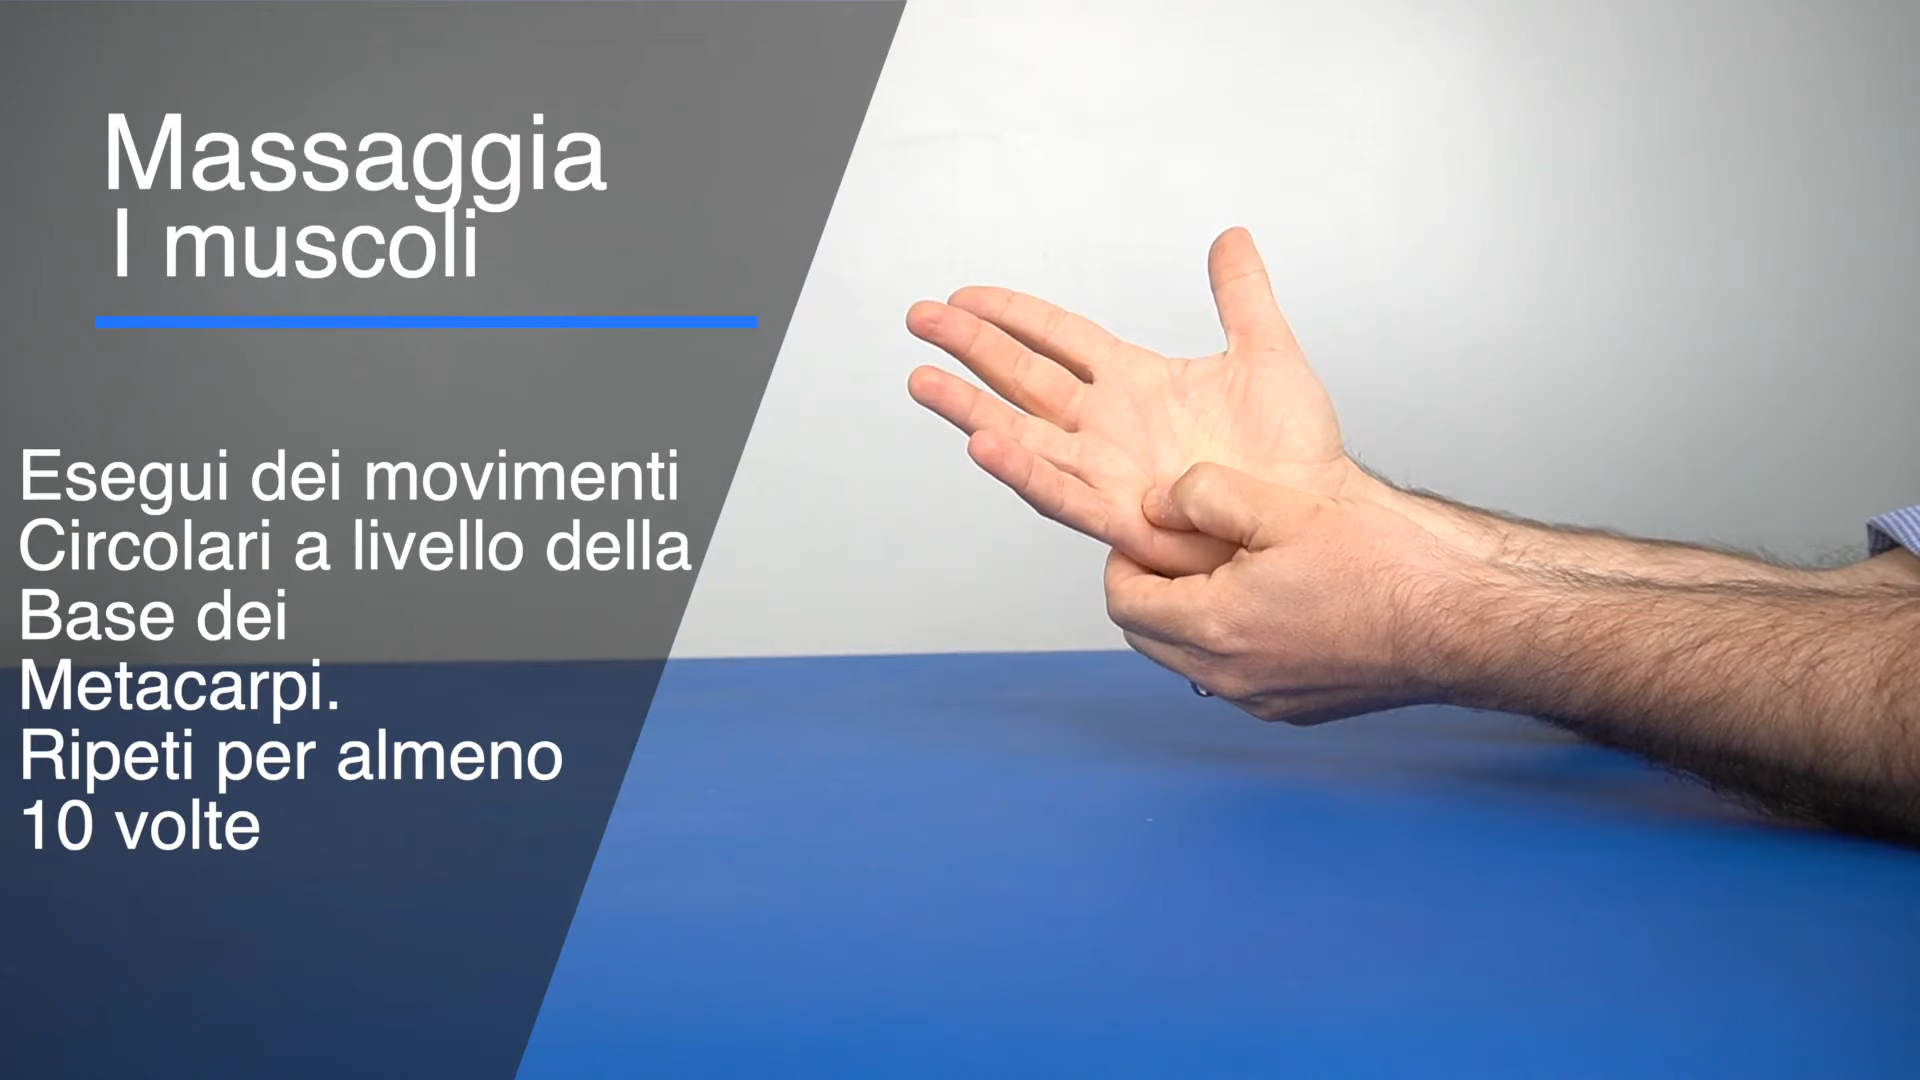 Massaggia
I muscoli
Esegui dei movimenti
Circolari a livello della
Base dei
Metacarpi.
Ripeti per almeno
10 volte